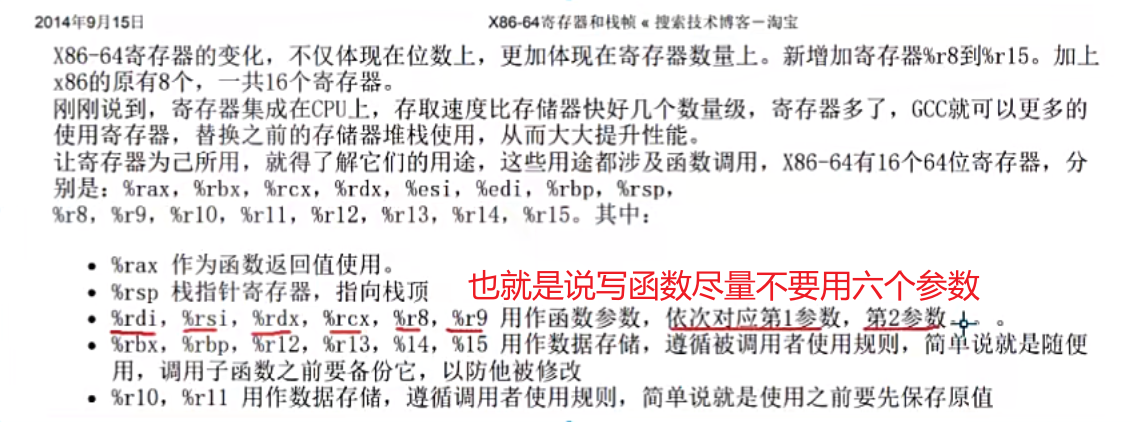 2014年9月15日 X86-64寄存器和栈帧 « 搜索技术博客－淘宝
X86-64寄存器的变化，不仅体现在位数上，更加体现在寄存器数量上。新增加寄存器%r8到%r15。加上
x86的原有8个，一共16个寄存器。
刚刚说到，寄存器集成在CPU上，存取速度比存储器快好几个数量级，寄存器多了，GCC就可以更多的
使用寄存器，替换之前的存储器堆栈使用，从而大大提升性能。
让寄存器为己所用，就得了解它们的用途，这些用途都涉及函数调用，X86-64有16个64位寄存器，分
别是：%rax，%rbx，%rcx，%rdx，%esi，%edi，%rbp，%rsp，
%r8，%r9，%r10，%r11，%r12，%r13，%r14，%r15。其中：
• %rax 作为函数返回值使用。
• %rsp 栈指针寄存器，指向栈顶
也就是说写函数尽量不要用六个参数
• %rdi，%rsi，%rdx，%rcx，%r8，%r9 用作函数参数，依次对应第1参数，第2参数 。
• %rbx，%rbp，%r12，%r13，%14，%15 用作数据存储，遵循被调用者使用规则，简单说就是随便
用，调用子函数之前要备份它，以防他被修改
• %r10，%r11 用作数据存储，遵循调用者使用规则，简单说就是使用之前要先保存原值